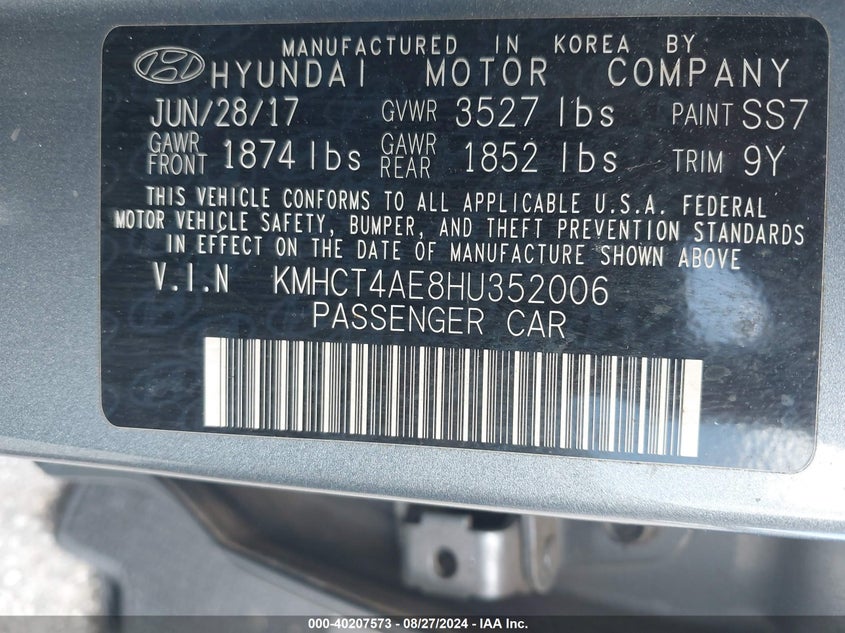 MANUFACTURED IN KOREA BY
HYUNDAI MOTOR COMPANY
JUN/28/17 GVWR 3527 lbs PAINT SS7
GAWR FRONT 1874 lbs GAWR REAR 1852 lbs TRIM 9Y
THIS VEHICLE CONFORMS TO ALL APPLICABLE U.S.A. FEDERAL
MOTOR VEHICLE SAFETY, BUMPER, AND THEFT PREVENTION STANDARDS
IN EFFECT ON THE DATE OF MANUFACTURE SHOWN ABOVE
V.I.N KMHCT4AE8HU352006
PASSENGER CAR
000-40207573 - 08/27/2024 - IAA, Inc.